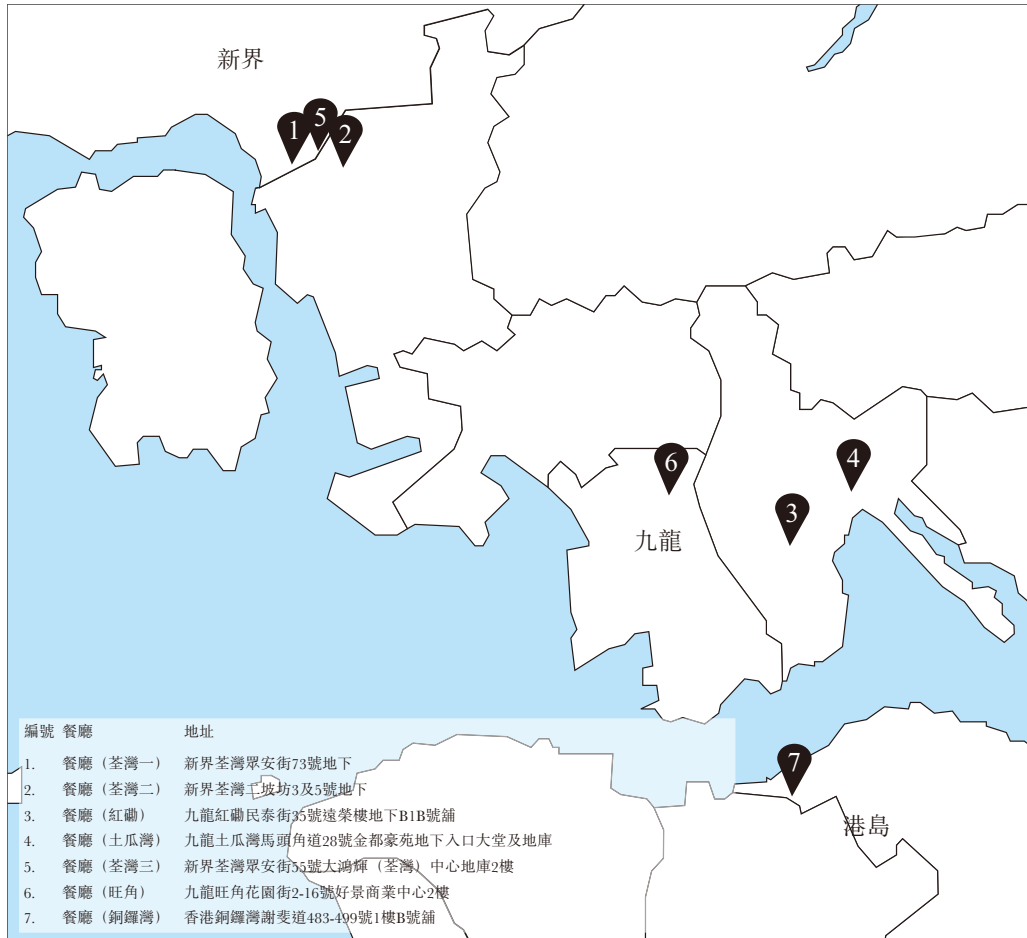 新界
1
5
2
6
4
3
九龍
7
港島
編號 餐廳 地址
1. 餐廳（荃灣一） 新界荃灣眾安街73號地下
2. 餐廳（荃灣二） 新界荃灣二坡坊3及5號地下
3. 餐廳（紅磡） 九龍紅磡民泰街35號遠榮樓地下B1B號舖
4. 餐廳（土瓜灣） 九龍土瓜灣馬頭角道28號金都豪苑地下入口大堂及地庫
5. 餐廳（荃灣三） 新界荃灣眾安街55號大鴻輝（荃灣）中心地庫2樓
6. 餐廳（旺角） 九龍旺角花園街2-16號好景商業中心2樓
7. 餐廳（銅鑼灣） 香港銅鑼灣謝斐道483-499號1樓B號舖